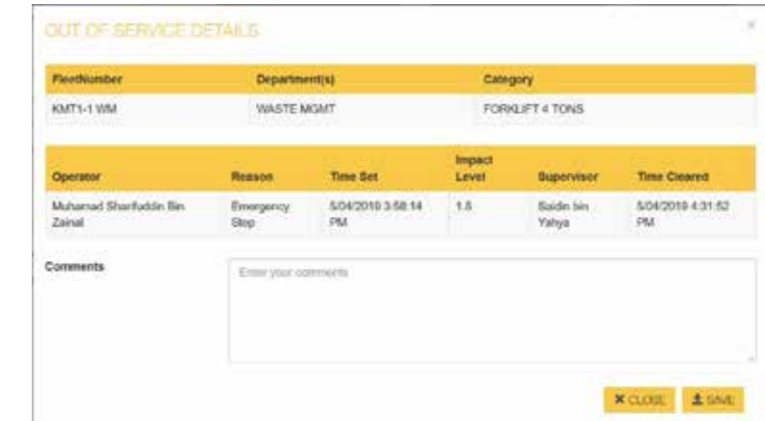 OUT OF SERVICE DETAILS
×
FleetNumber Department(s) Category
KMT1-1 WM WASTE MGMT FORKLIFT 4 TONS
Impact
Operator Reason Time Set Level Supervisor Time Cleared
Muhamad Sharifuddin Bin Emergency 5/04/2019 3:58:14 1.5 Saidin bin 5/04/2019 4:31:52
Zainal Stop PM Yahya PM
Comments
Enter your comments
CLOSE SAVE